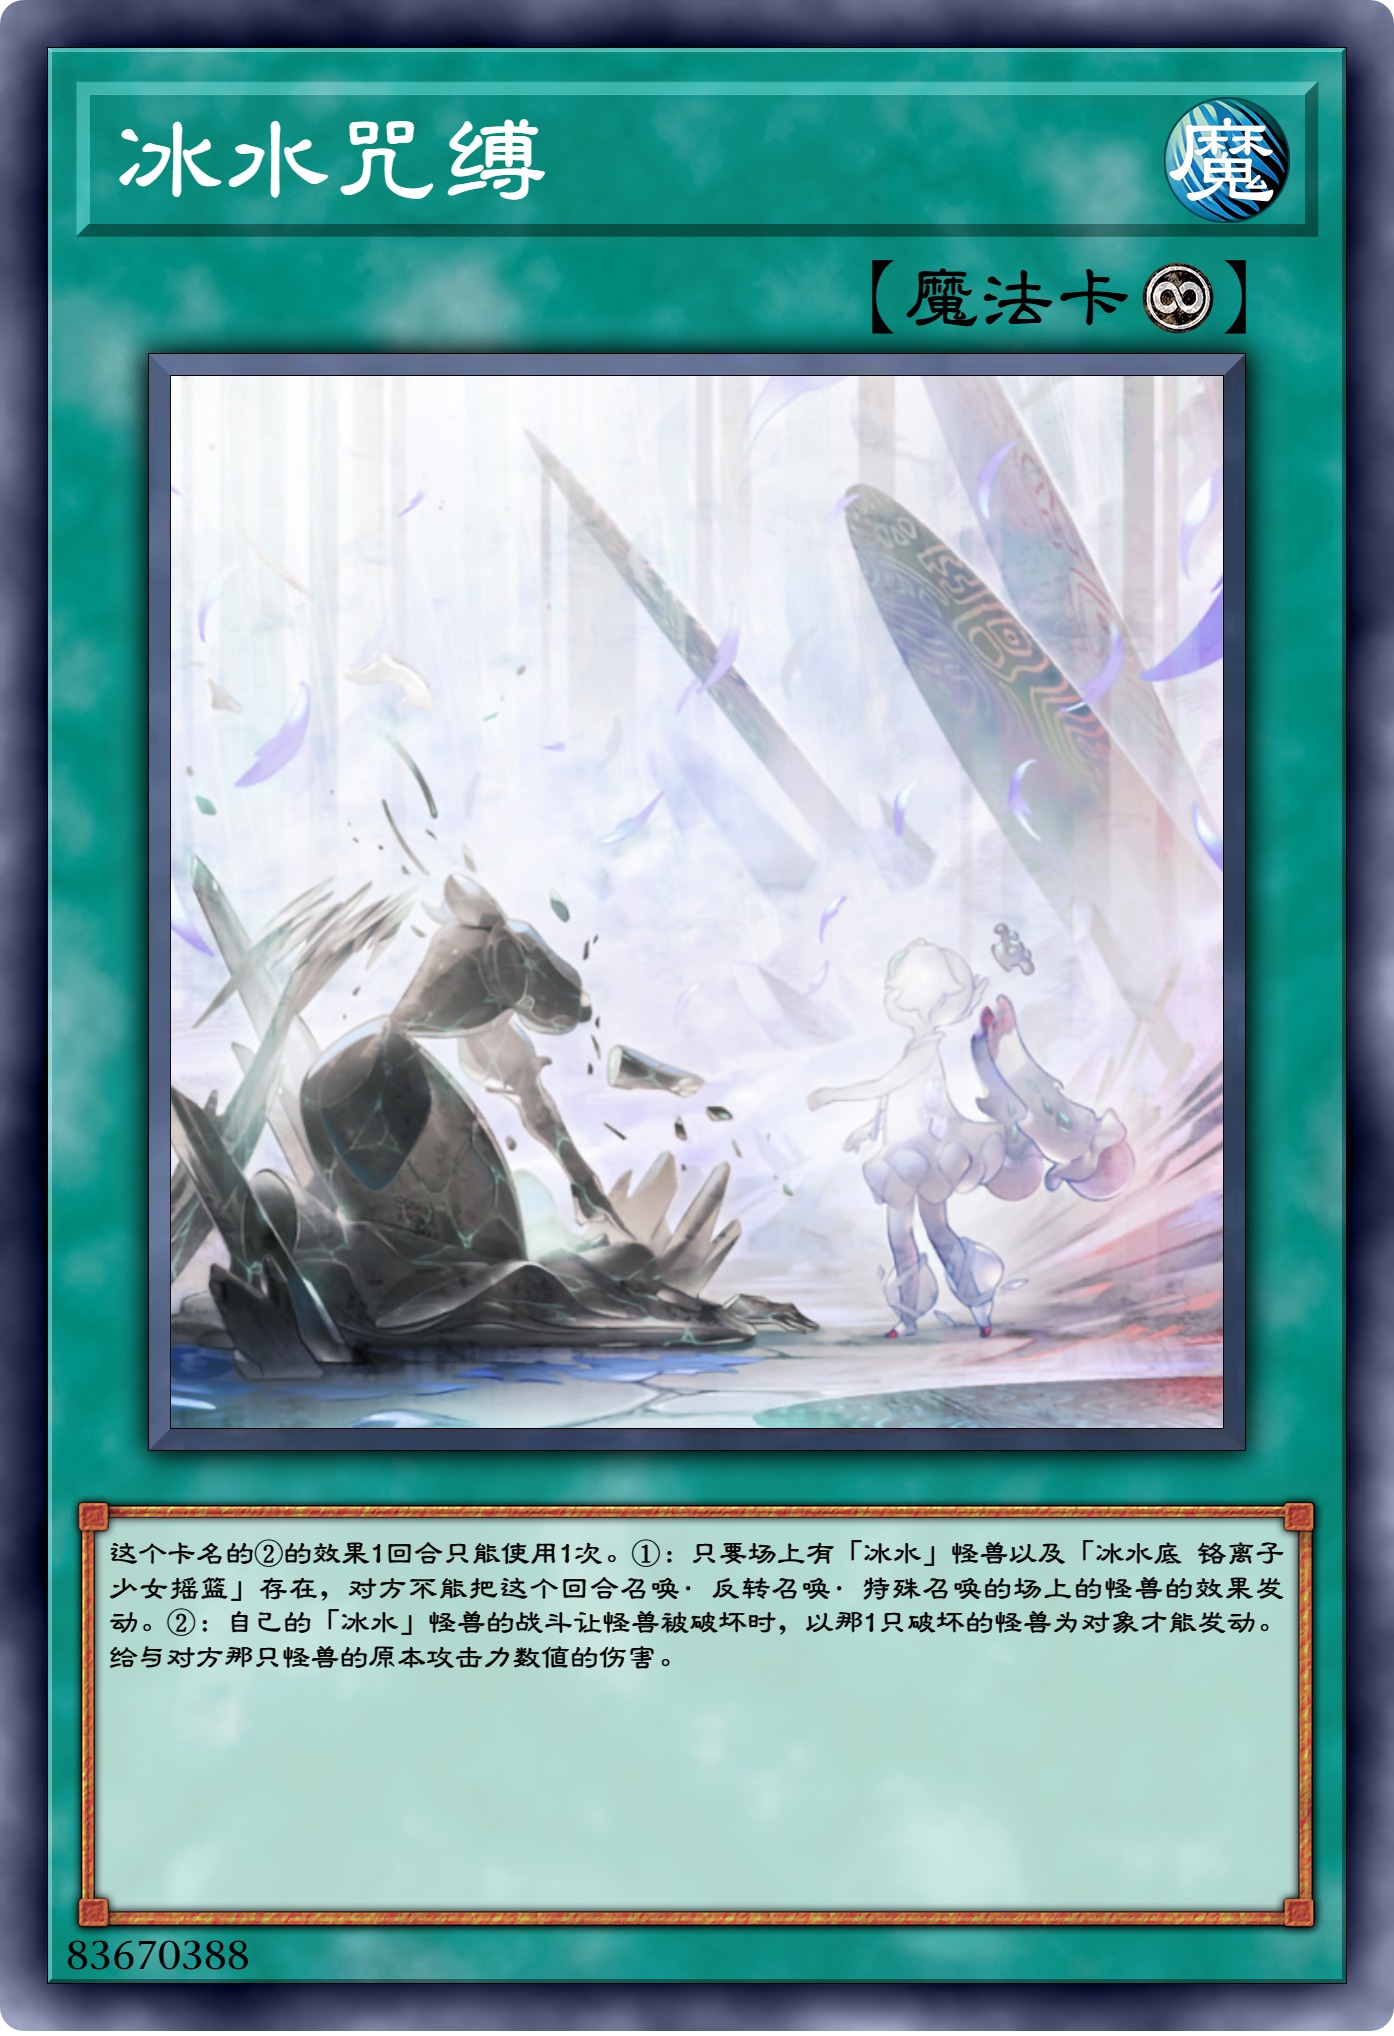 冰水咒缚
魔
【魔法卡】
这个卡名的②的效果1回合只能使用1次。①：只要场上有「冰水」怪兽以及「冰水底 铬离子
少女摇篮」存在，对方不能把这个回合召唤·反转召唤·特殊召唤的场上的怪兽的效果发
动。②：自己的「冰水」怪兽的战斗让怪兽被破坏时，以那1只破坏的怪兽为对象才能发动。
给与对方那只怪兽的原本攻击力数值的伤害。
83670388